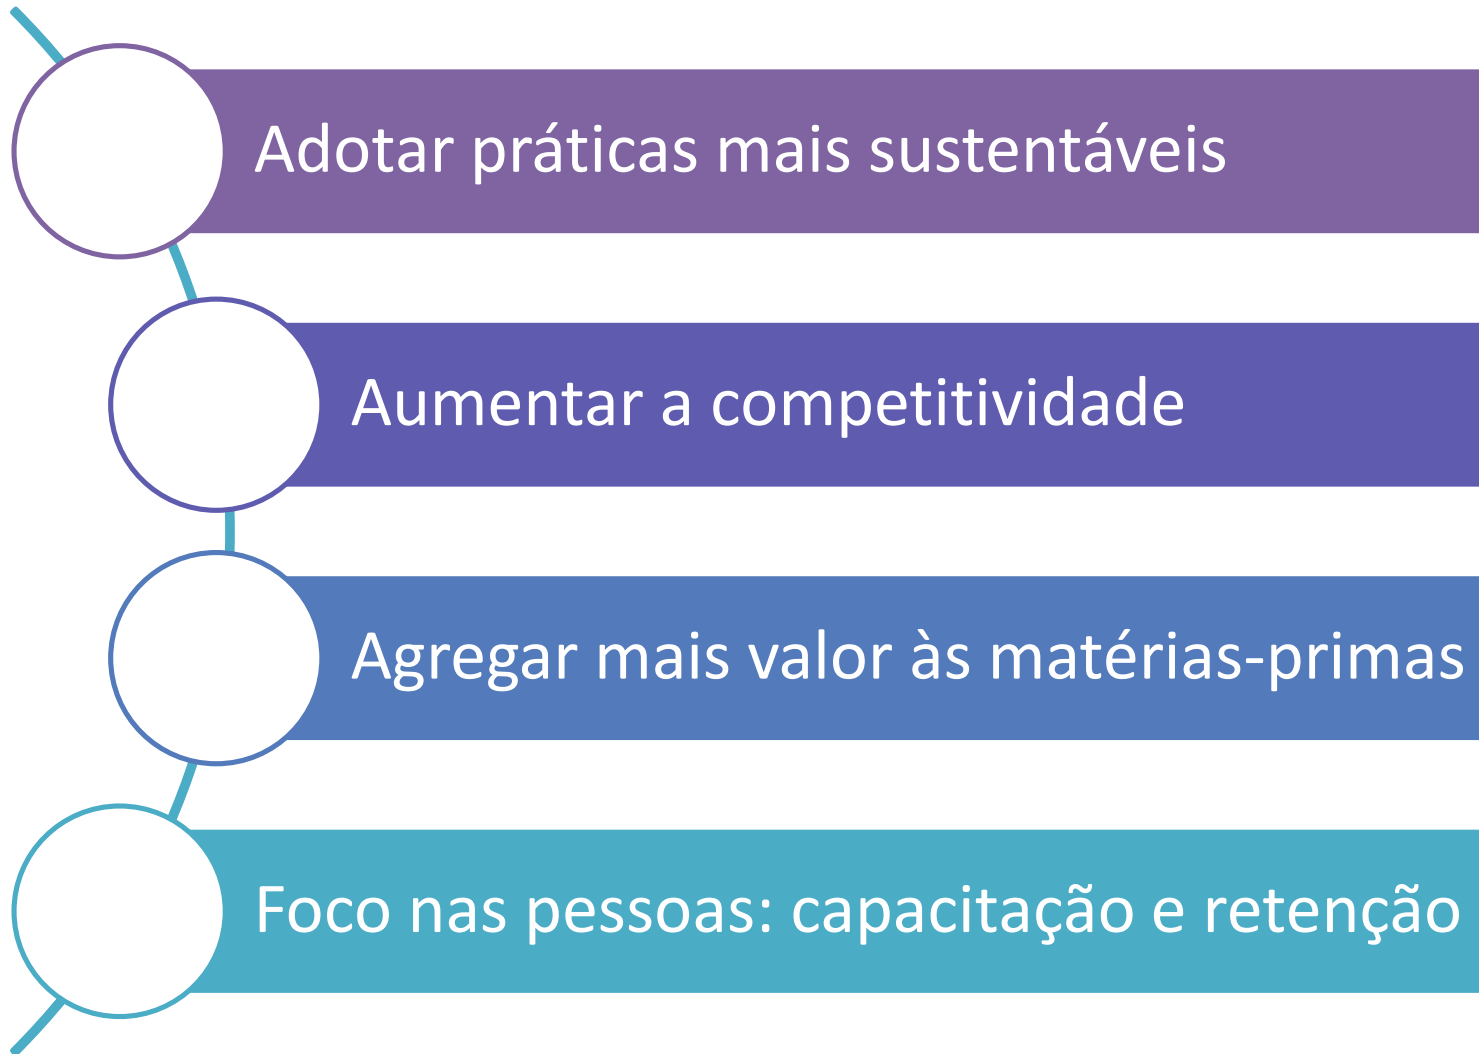 Adotar práticas mais sustentáveis
Aumentar a competitividade
Agregar mais valor às matérias-primas
Foco nas pessoas: capacitação e retenção